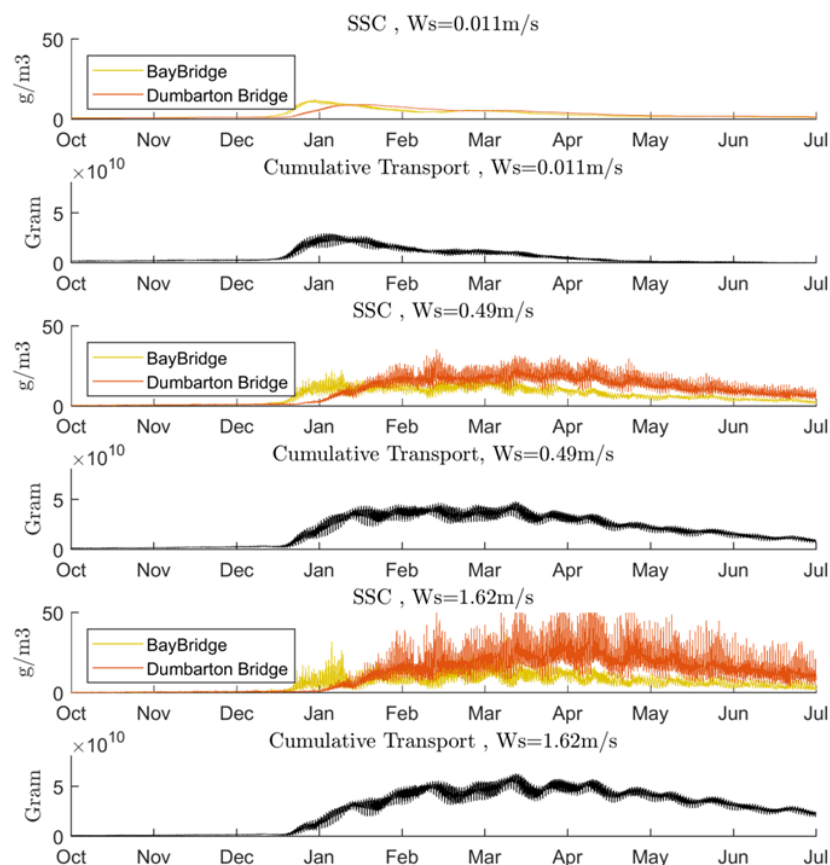 SSC , Ws=0.011m/s
50
g/m3
BayBridge
Dumbarton Bridge
0
Oct Nov Dec Jan Feb Mar Apr May Jun Jul
×10^10
Cumulative Transport , Ws=0.011m/s
5
Gram
0
Oct Nov Dec Jan Feb Mar Apr May Jun Jul
SSC , Ws=0.49m/s
50
g/m3
BayBridge
Dumbarton Bridge
0
Oct Nov Dec Jan Feb Mar Apr May Jun Jul
×10^10
Cumulative Transport, Ws=0.49m/s
5
Gram
0
Oct Nov Dec Jan Feb Mar Apr May Jun Jul
SSC , Ws=1.62m/s
50
g/m3
BayBridge
Dumbarton Bridge
0
Oct Nov Dec Jan Feb Mar Apr May Jun Jul
×10^10
Cumulative Transport , Ws=1.62m/s
5
Gram
0
Oct Nov Dec Jan Feb Mar Apr May Jun Jul